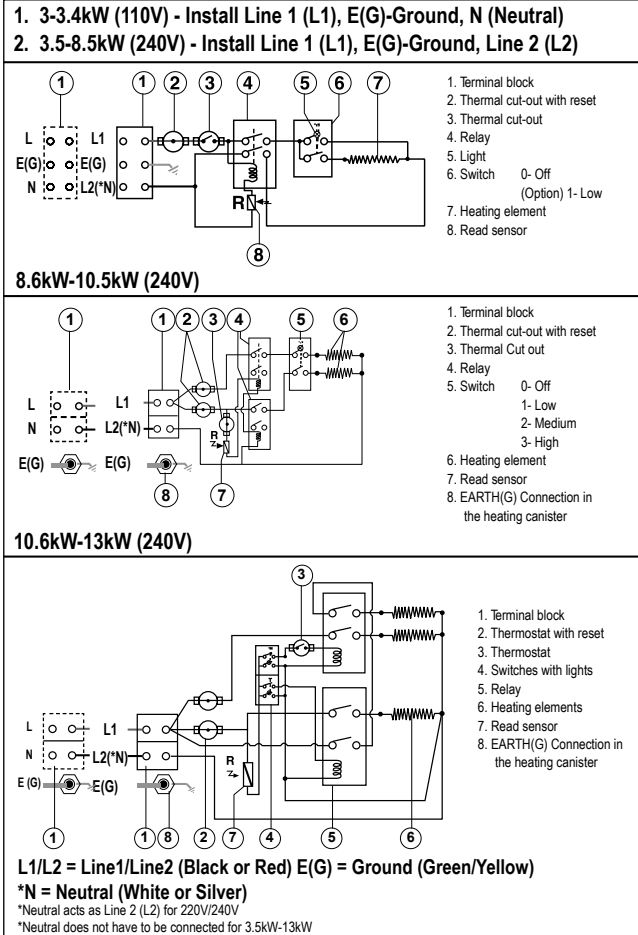 1. 3-3.4kW (110V) - Install Line 1 (L1), E(G)-Ground, N (Neutral)
2. 3.5-8.5kW (240V) - Install Line 1 (L1), E(G)-Ground, Line 2 (L2)
1 1 2 3 4 5 6 7
L L1
E(G) E(G)
N L2(*N)
R
8
1. Terminal block
2. Thermal cut-out with reset
3. Thermal cut-out
4. Relay
5. Light
6. Switch 0- Off
(Option) 1- Low
7. Heating element
8. Read sensor
8.6kW-10.5kW (240V)
1 1 2 3 4 5 6
L L1
N L2(*N)
R
E(G) E(G)
8 7
1. Terminal block
2. Thermal cut-out with reset
3. Thermal Cut out
4. Relay
5. Switch 0- Off
1- Low
2- Medium
3- High
6. Heating element
7. Read sensor
8. EARTH(G) Connection in
the heating canister
10.6kW-13kW (240V)
3
L L1
N L2(*N)
R
E (G) E(G)
1 1 8 2 7 4 5 6
1. Terminal block
2. Thermostat with reset
3. Thermostat
4. Switches with lights
5. Relay
6. Heating elements
7. Read sensor
8. EARTH(G) Connection in
the heating canister
L1/L2 = Line1/Line2 (Black or Red) E(G) = Ground (Green/Yellow)
*N = Neutral (White or Silver)
*Neutral acts as Line 2 (L2) for 220V/240V
*Neutral does not have to be connected for 3.5kW-13kW